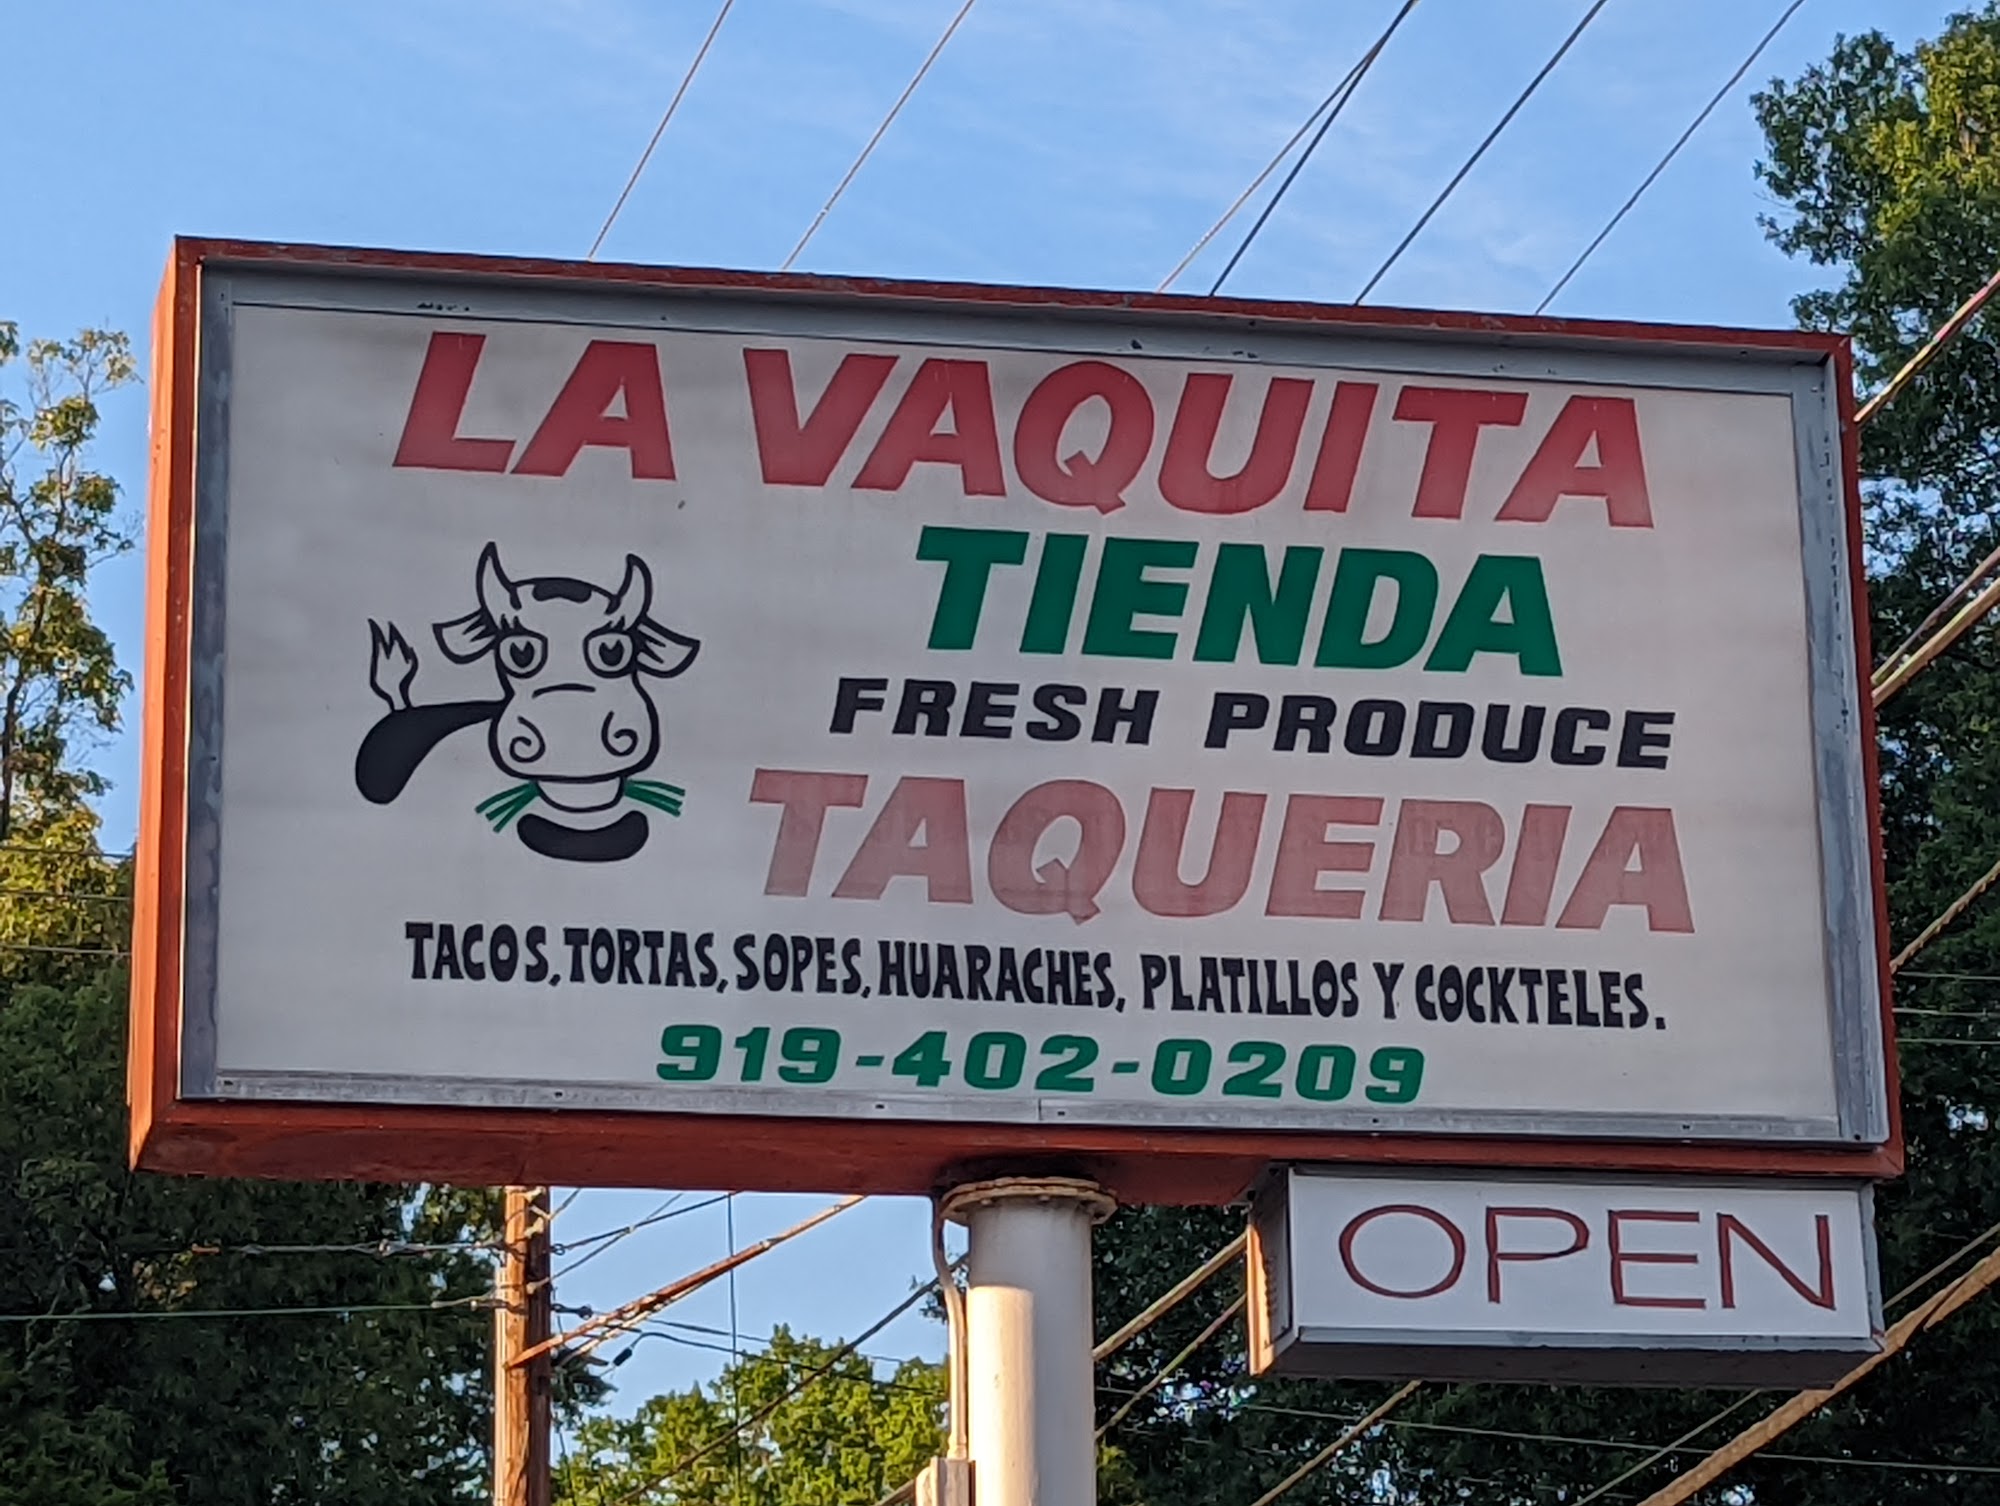 LA VAQUITA
TIENDA
FRESH PRODUCE
TAQUERIA
TACOS, TORTAS, SOPES, HUARACHES, PLATILLOS Y COCKTELES.
919-402-0209
OPEN